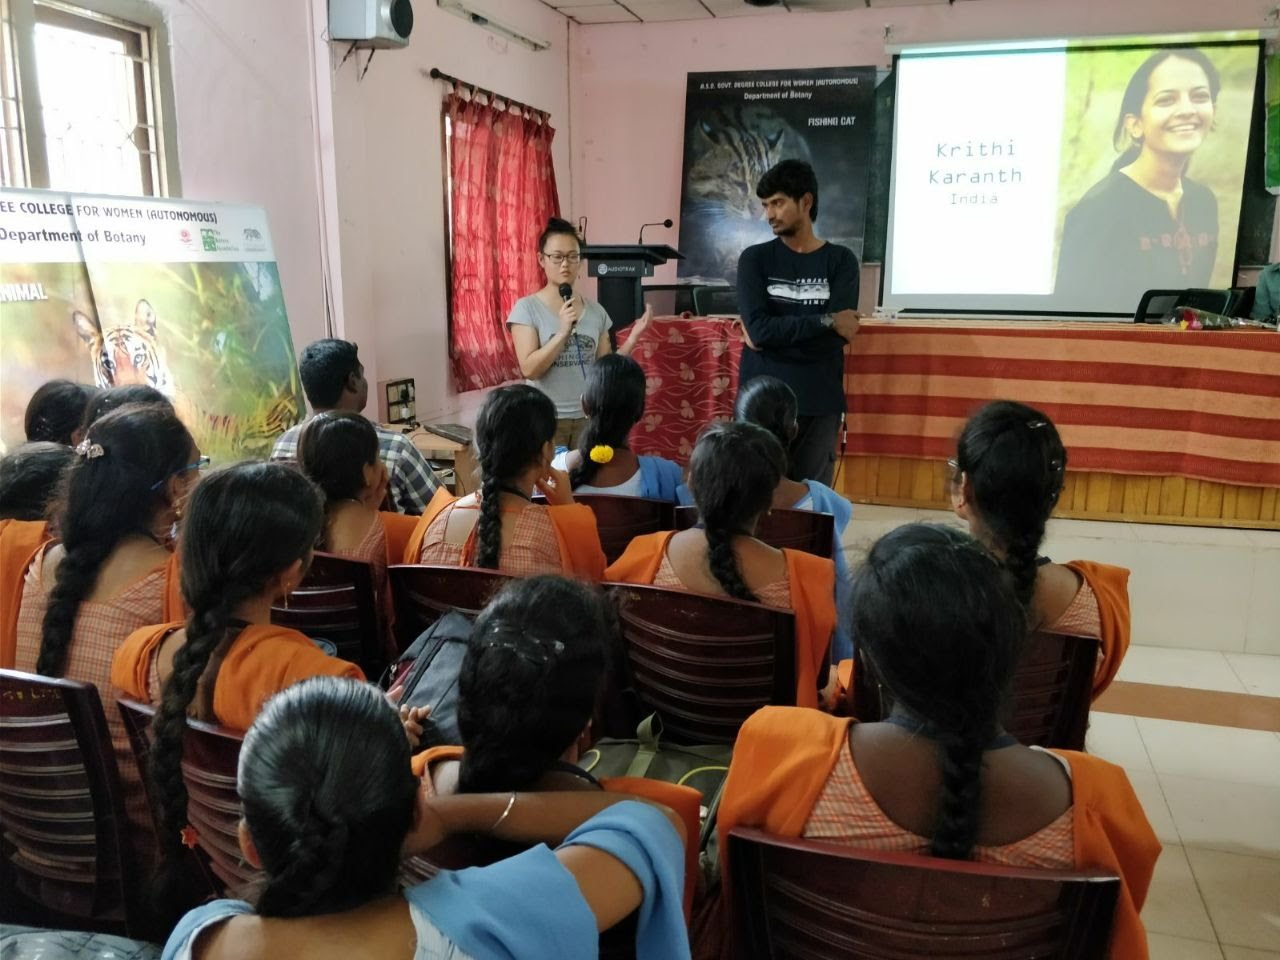 EE COLLEGE FOR WOMEN (AUTONOMOUS)
Department of Botany
NIMAL
A.S.D. GOVT. DEGREE COLLEGE FOR WOMEN (AUTONOMOUS)
Department of Botany
FISHING CAT
Krithi
Karanth
India
AUDIOTRAK
PROJEC